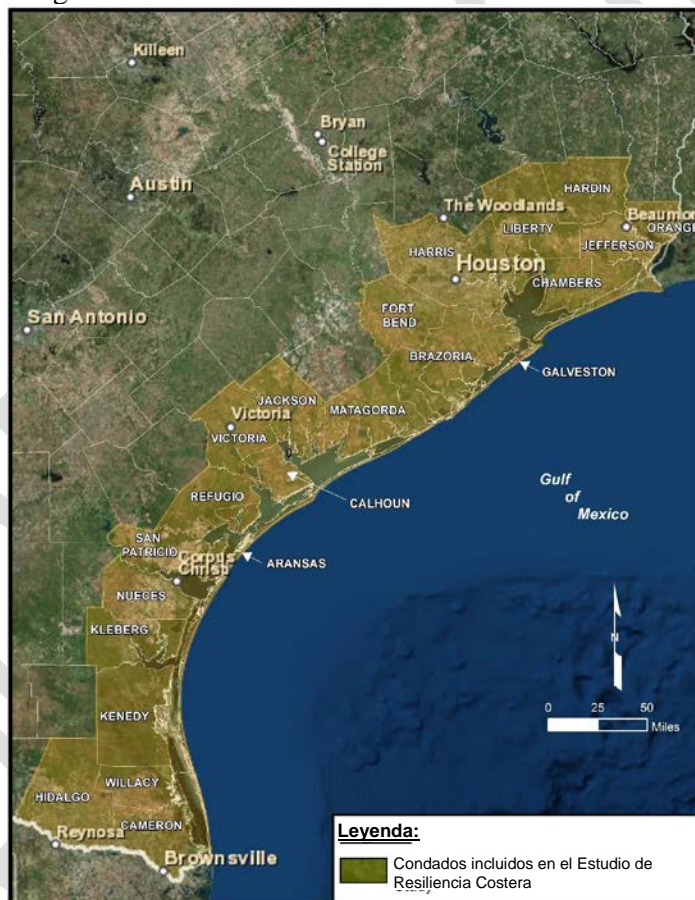 Killeen
Bryan
College
Station
Austin
The Woodlands
HARDIN
LIBERTY
Beaumon
ORANGE
JEFFERSON
HARRIS
Houston
CHAMBERS
San Antonio
FORT
BEND
BRAZORIA
GALVESTON
JACKSON
MATAGORDA
Victoria
VICTORIA
CALHOUN
REFUGIO
Gulf
of
Mexico
SAN
PATRICIO
Corpus
Christi
ARANSAS
NUECES
KLEBERG
N
KENEDY
0 25 50
Miles
WILLACY
HIDALGO
CAMERON
Reynosa
Brownsville
Leyenda:
Condados incluidos en el Estudio de
Resiliencia Costera